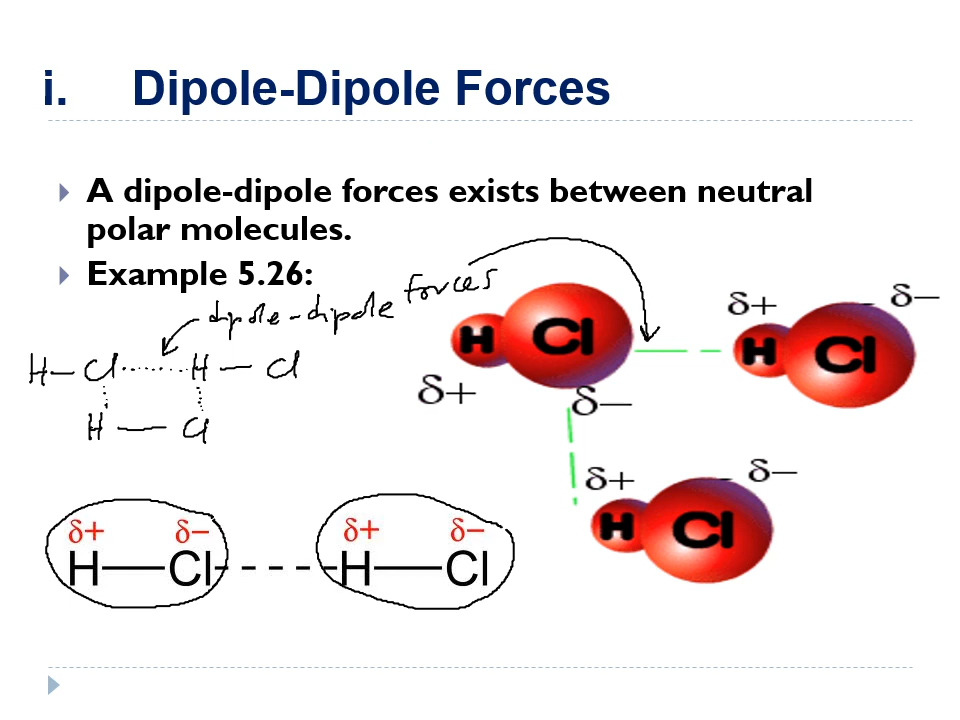 i. Dipole-Dipole Forces
A dipole-dipole forces exists between neutral
polar molecules.
Example 5.26:
dipole-dipole forces
H — Cl ...... H — Cl
H — Cl
H Cl
δ+
δ−
δ+ δ−
H Cl
δ+ δ−
H Cl
δ+ δ− δ+ δ−
H—Cl- - - - -H—Cl